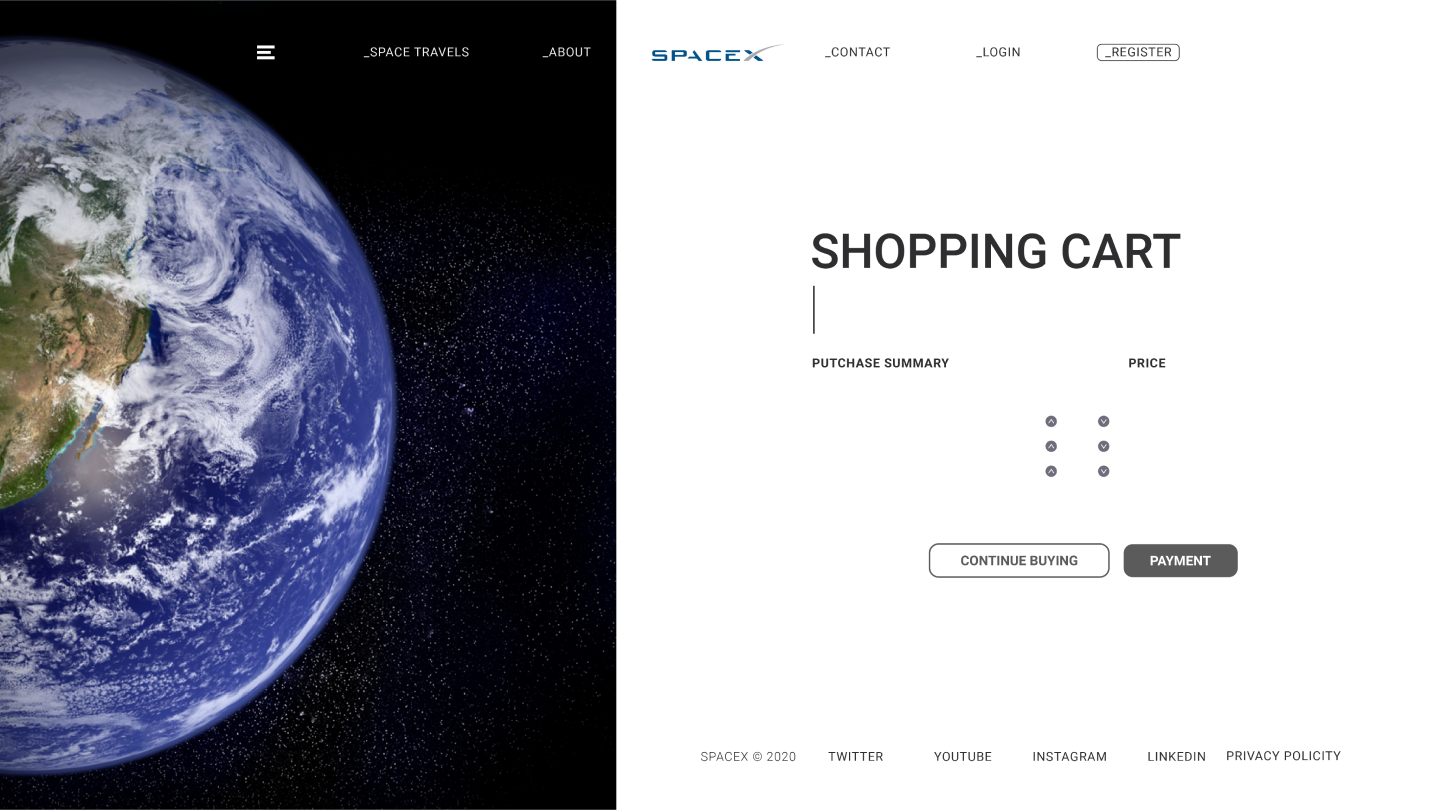 _SPACE TRAVELS
_ABOUT
SPACEX
_CONTACT
_LOGIN
_REGISTER
SHOPPING CART
PUTCHASE SUMMARY
PRICE
CONTINUE BUYING
PAYMENT
SPACEX © 2020
TWITTER
YOUTUBE
INSTAGRAM
LINKEDIN
PRIVACY POLICITY